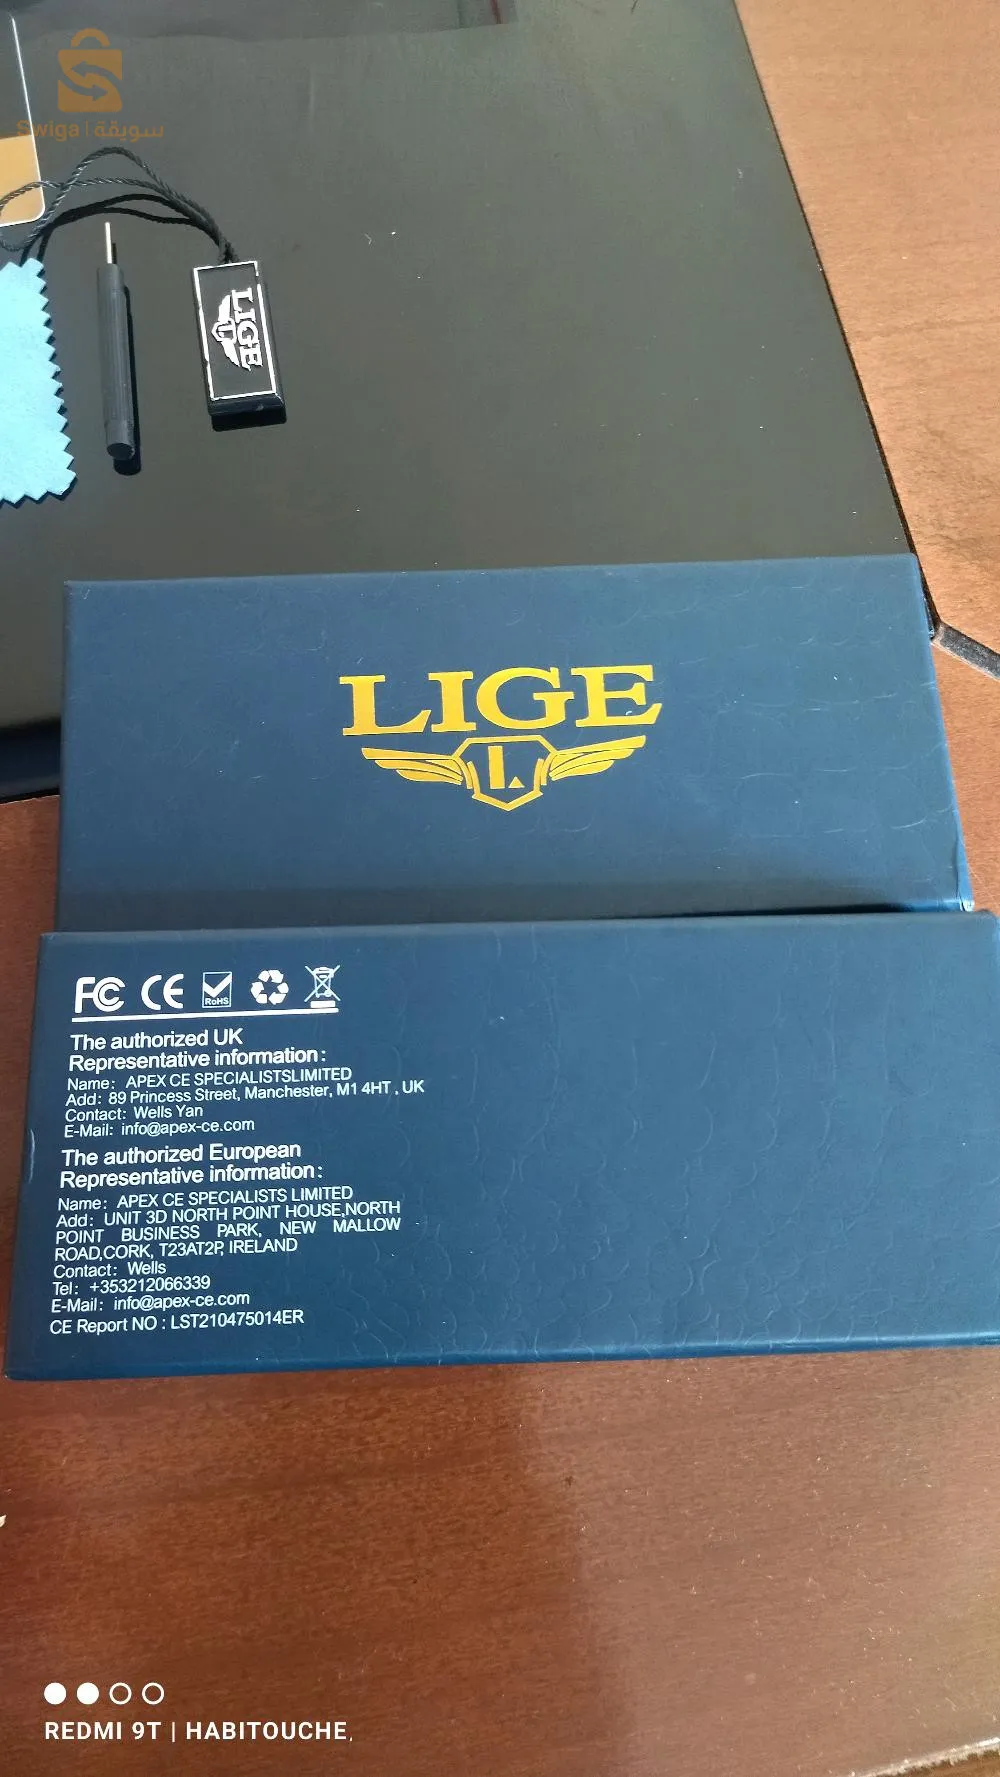 Swiga | سويقة
LIGE
LIGE
L
FC CE RoHS
The authorized UK
Representative information:
Name: APEX CE SPECIALISTSLIMITED
Add: 89 Princess Street, Manchester, M1 4HT , UK
Contact: Wells Yan
E-Mail: info@apex-ce.com
The authorized European
Representative information:
Name: APEX CE SPECIALISTS LIMITED
Add: UNIT 3D NORTH POINT HOUSE,NORTH
POINT BUSINESS PARK, NEW MALLOW
ROAD,CORK, T23AT2P, IRELAND
Contact: Wells
Tel: +353212066339
E-Mail: info@apex-ce.com
CE Report NO : LST210475014ER
REDMI 9T | HABITOUCHE,